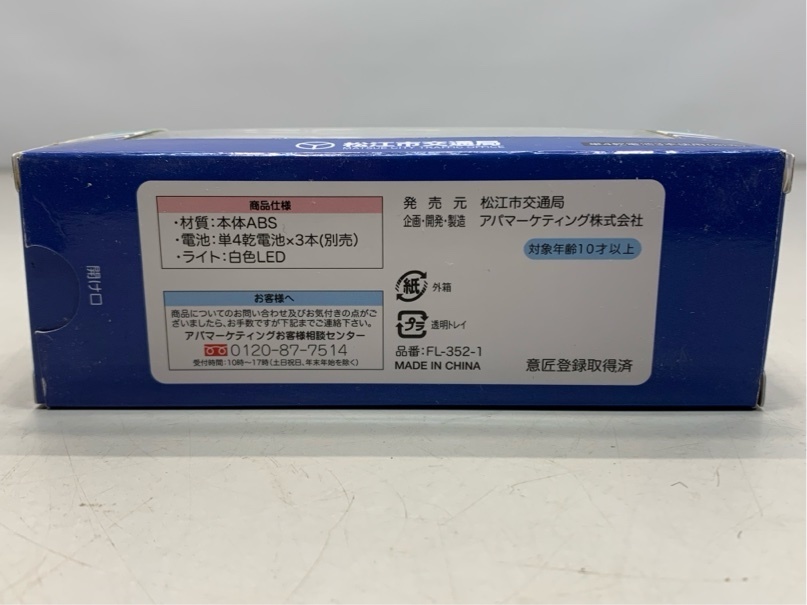 松江市交通局
開け口
商品仕様
・材質：本体ABS
・電池：単4乾電池×3本(別売)
・ライト：白色LED
お客様へ
商品についてのお問い合わせ及びお気付きの点がご
ざいましたら、お手数ですが下記までご連絡下さい。
アパマーケティングお客様相談センター
0120-87-7514
受付時間：10時〜17時(土日祝日、年末年始を除く)
発売元 松江市交通局
企画・開発・製造 アパマーケティング株式会社
対象年齢10才以上
紙 外箱
プラ 透明トレイ
品番：FL-352-1
MADE IN CHINA
意匠登録取得済